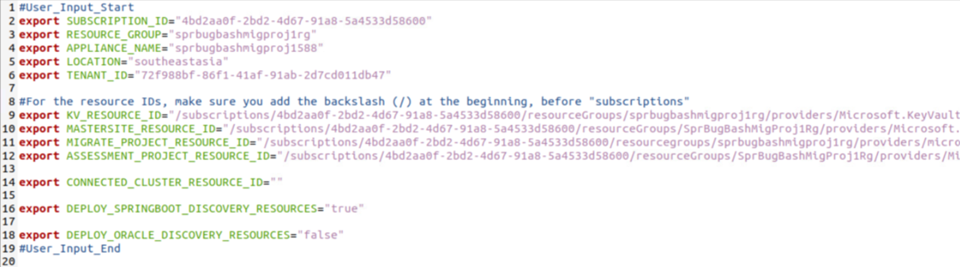 1 #User_Input_Start
2 export SUBSCRIPTION_ID="4bd2aa0f-2bd2-4d67-91a8-5a4533d58600"
3 export RESOURCE_GROUP="sprbugbashmigproj1rg"
4 export APPLIANCE_NAME="sprbugbashmigproj1588"
5 export LOCATION="southeastasia"
6 export TENANT_ID="72f988bf-86f1-41af-91ab-2d7cd011db47"
7
8 #For the resource IDs, make sure you add the backslash (/) at the beginning, before "subscriptions"
9 export KV_RESOURCE_ID="/subscriptions/4bd2aa0f-2bd2-4d67-91a8-5a4533d58600/resourceGroups/sprbugbashmigproj1rg/providers/Microsoft.KeyVault
10 export MASTERSITE_RESOURCE_ID="/subscriptions/4bd2aa0f-2bd2-4d67-91a8-5a4533d58600/resourceGroups/SprBugBashMigProj1Rg/providers/Microsoft.
11 export MIGRATE_PROJECT_RESOURCE_ID="/subscriptions/4bd2aa0f-2bd2-4d67-91a8-5a4533d58600/resourcegroups/sprbugbashmigproj1rg/providers/micro
12 export ASSESSMENT_PROJECT_RESOURCE_ID="/subscriptions/4bd2aa0f-2bd2-4d67-91a8-5a4533d58600/resourceGroups/SprBugBashMigProj1Rg/providers/Mi
13
14 export CONNECTED_CLUSTER_RESOURCE_ID=""
15
16 export DEPLOY_SPRINGBOOT_DISCOVERY_RESOURCES="true"
17
18 export DEPLOY_ORACLE_DISCOVERY_RESOURCES="false"
19 #User_Input_End
20